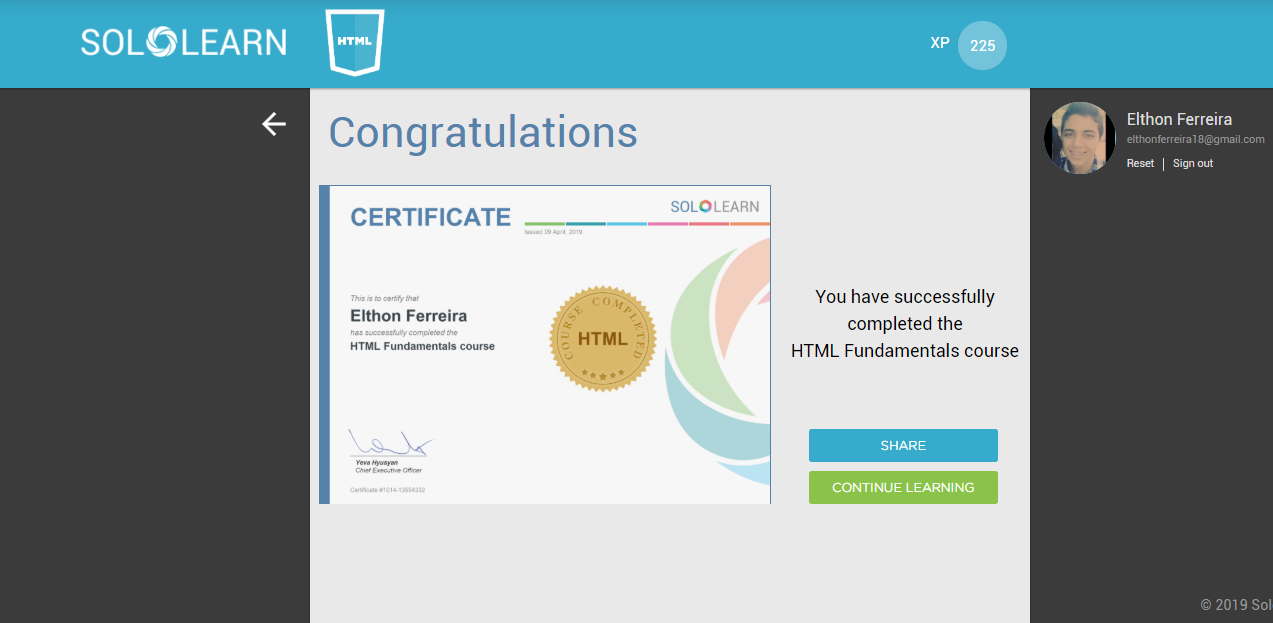 SOLOLEARN
HTML
XP 225
Congratulations
Elthon Ferreira
elthonferreira18@gmail.com
Reset | Sign out
CERTIFICATE
SOLOLEARN
Issued 09 April, 2019
This is to certify that
Elthon Ferreira
has successfully completed the
HTML Fundamentals course
COURSE COMPLETED
HTML
Yeva Hyusyan
Chief Executive Officer
Certificate #1014-13554332
You have successfully
completed the
HTML Fundamentals course
SHARE
CONTINUE LEARNING
© 2019 Sol